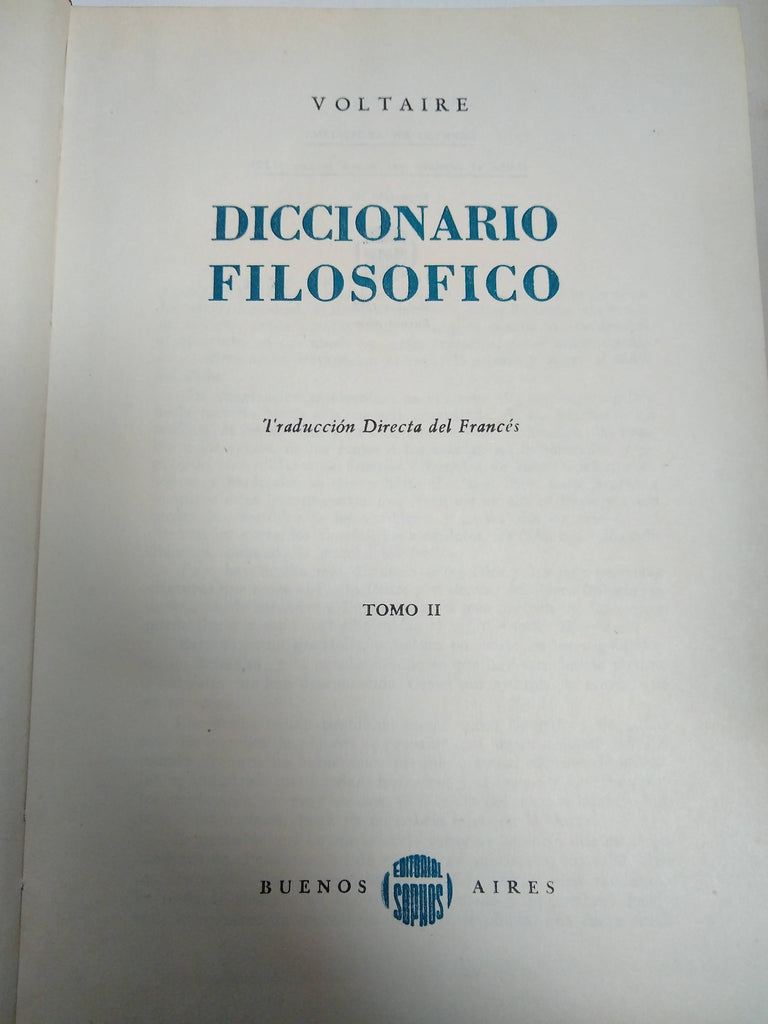 VOLTAIRE
DICCIONARIO
FILOSOFICO
Traducción Directa del Francés
TOMO II
BUENOS EDITORIAL SOPHOS AIRES